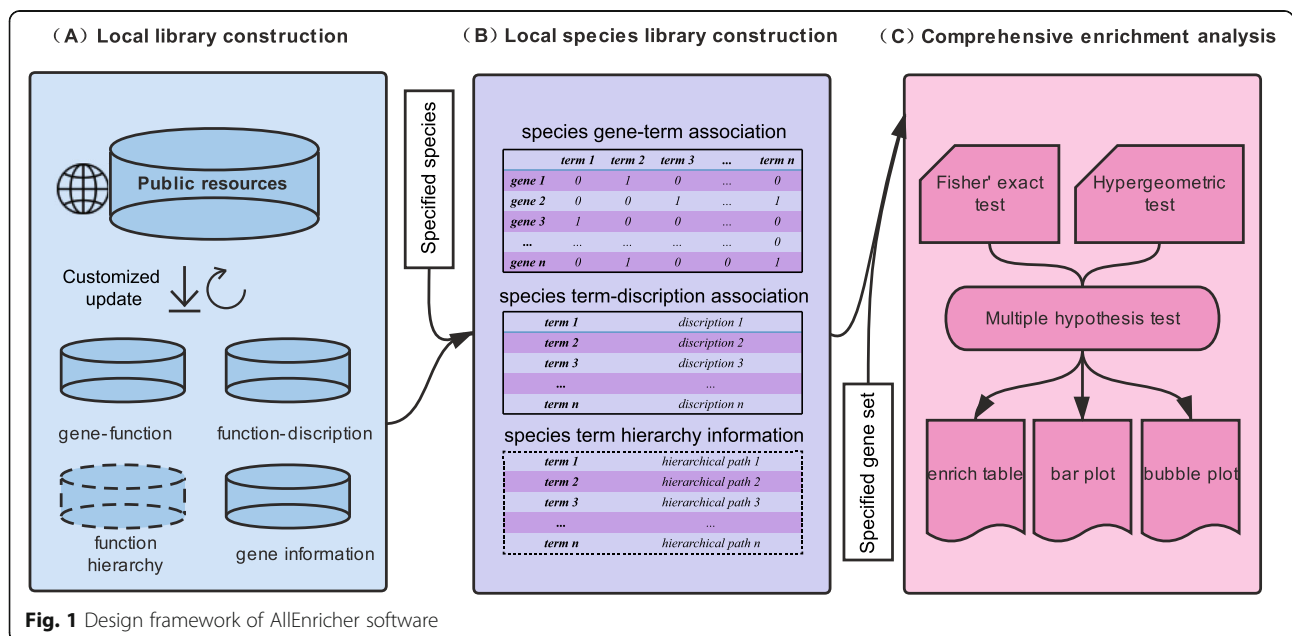 （A）Local library construction
Public resources
Customized
update
gene-function
function-discription
function
hierarchy
gene information
Specified species
（B）Local species library construction
species gene-term association
term 1 term 2 term 3 ... term n
gene 1 0 1 0 ... 0
gene 2 0 0 1 ... 1
gene 3 1 0 0 ... 0
... ... ... ... ... 0
gene n 0 1 0 0 1
species term-discription association
term 1 discription 1
term 2 discription 2
term 3 discription 3
... ...
term n discription n
species term hierarchy information
term 1 hierarchical path 1
term 2 hierarchical path 2
term 3 hierarchical path 3
... ...
term n hierarchical path n
Specified gene set
（C）Comprehensive enrichment analysis
Fisher' exact
test
Hypergeometric
test
Multiple hypothesis test
enrich table
bar plot
bubble plot
Fig. 1 Design framework of AllEnricher software